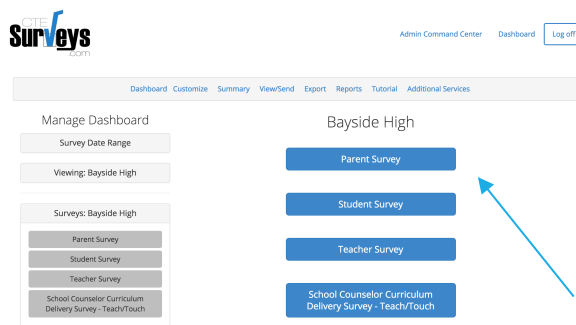 CTE
Surveys
.com
Admin Command Center Dashboard Log off
Dashboard Customize Summary View/Send Export Reports Tutorial Additional Services
Manage Dashboard
Survey Date Range
Viewing: Bayside High
Surveys: Bayside High
Parent Survey
Student Survey
Teacher Survey
School Counselor Curriculum
Delivery Survey - Teach/Touch
Bayside High
Parent Survey
Student Survey
Teacher Survey
School Counselor Curriculum
Delivery Survey - Teach/Touch